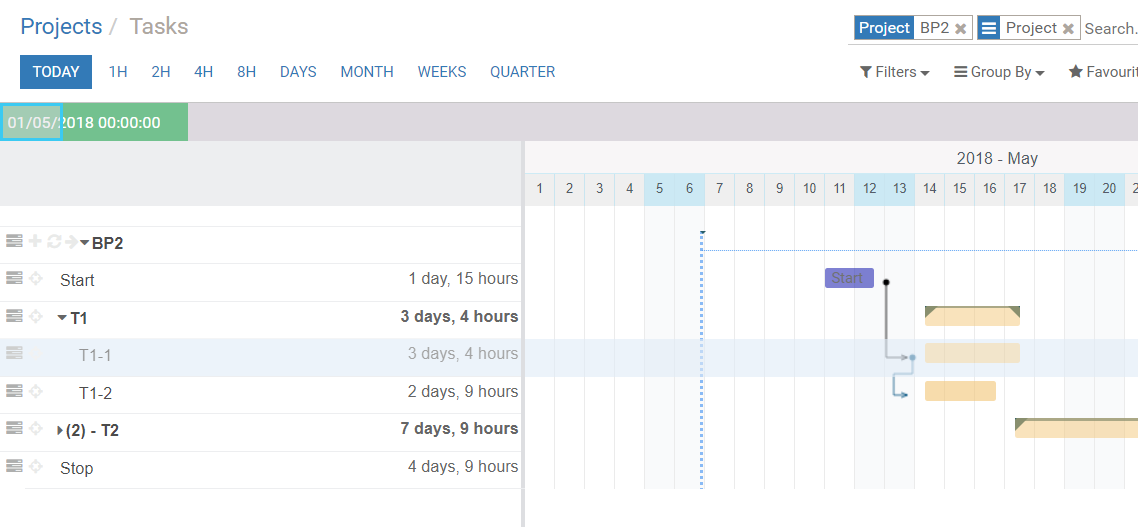 Projects / Tasks
Project BP2 Project Search.
TODAY 1H 2H 4H 8H DAYS MONTH WEEKS QUARTER
Filters Group By Favourit
01/05/2018 00:00:00
2018 - May
1 2 3 4 5 6 7 8 9 10 11 12 13 14 15 16 17 18 19 20 2
BP2
Start 1 day, 15 hours Start
T1 3 days, 4 hours
T1-1 3 days, 4 hours
T1-2 2 days, 9 hours
(2) - T2 7 days, 9 hours
Stop 4 days, 9 hours